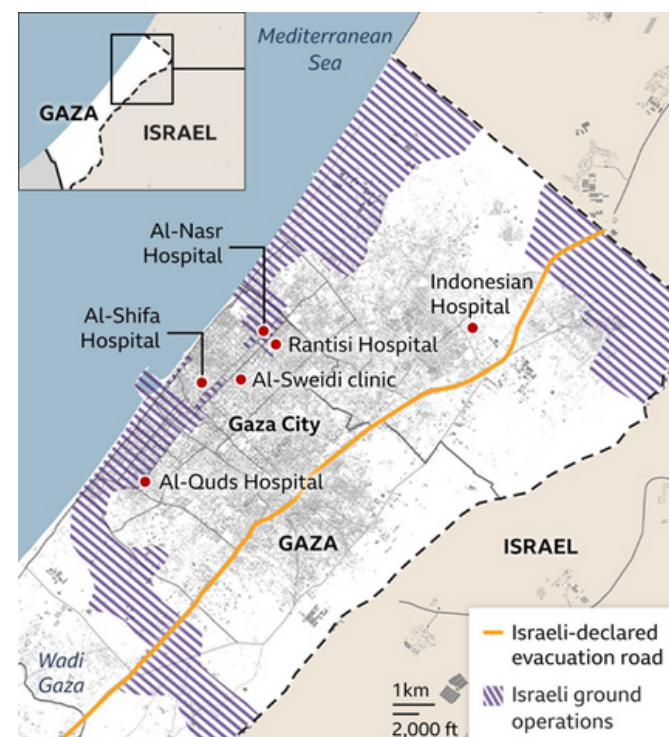 Mediterranean
Sea
GAZA
ISRAEL
Al-Nasr
Hospital
Indonesian
Hospital
Al-Shifa
Hospital
Rantisi Hospital
Al-Sweidi clinic
Gaza City
Al-Quds Hospital
GAZA
ISRAEL
Wadi
Gaza
1km
2,000 ft
Israeli-declared
evacuation road
Israeli ground
operations